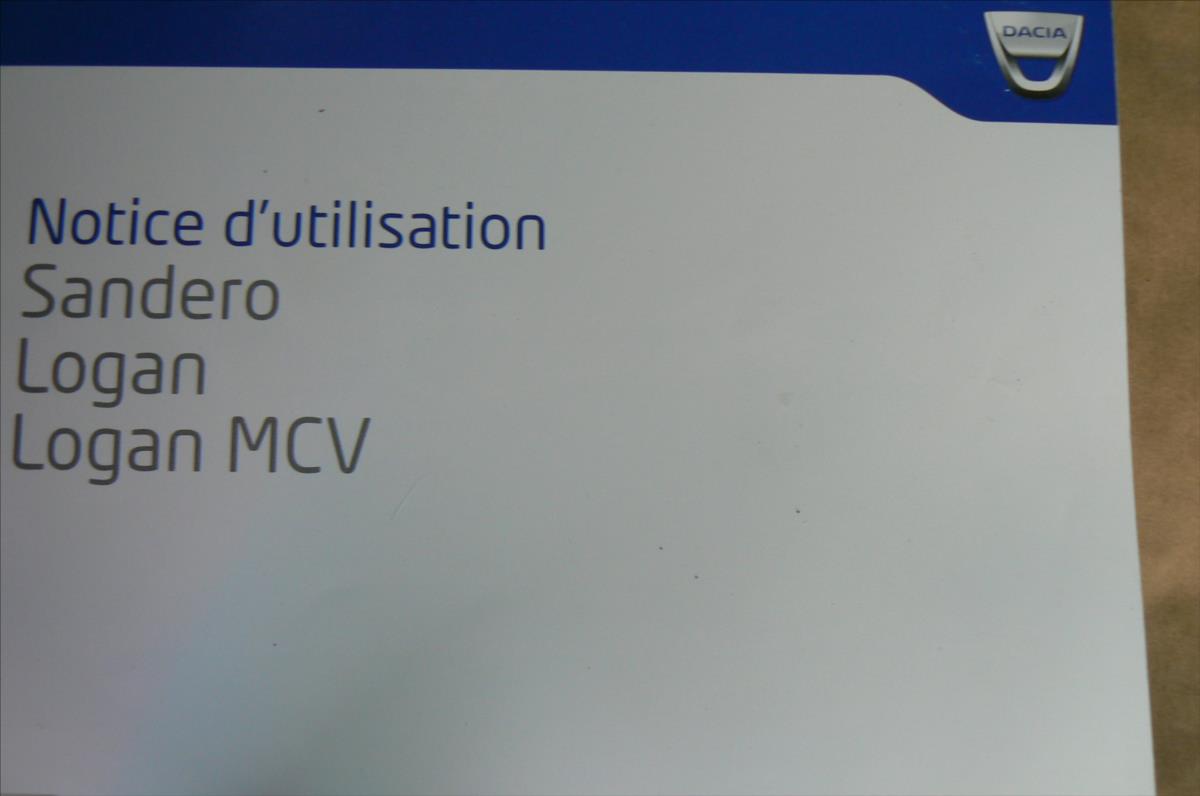 DACIA
Notice d'utilisation
Sandero
Logan
Logan MCV